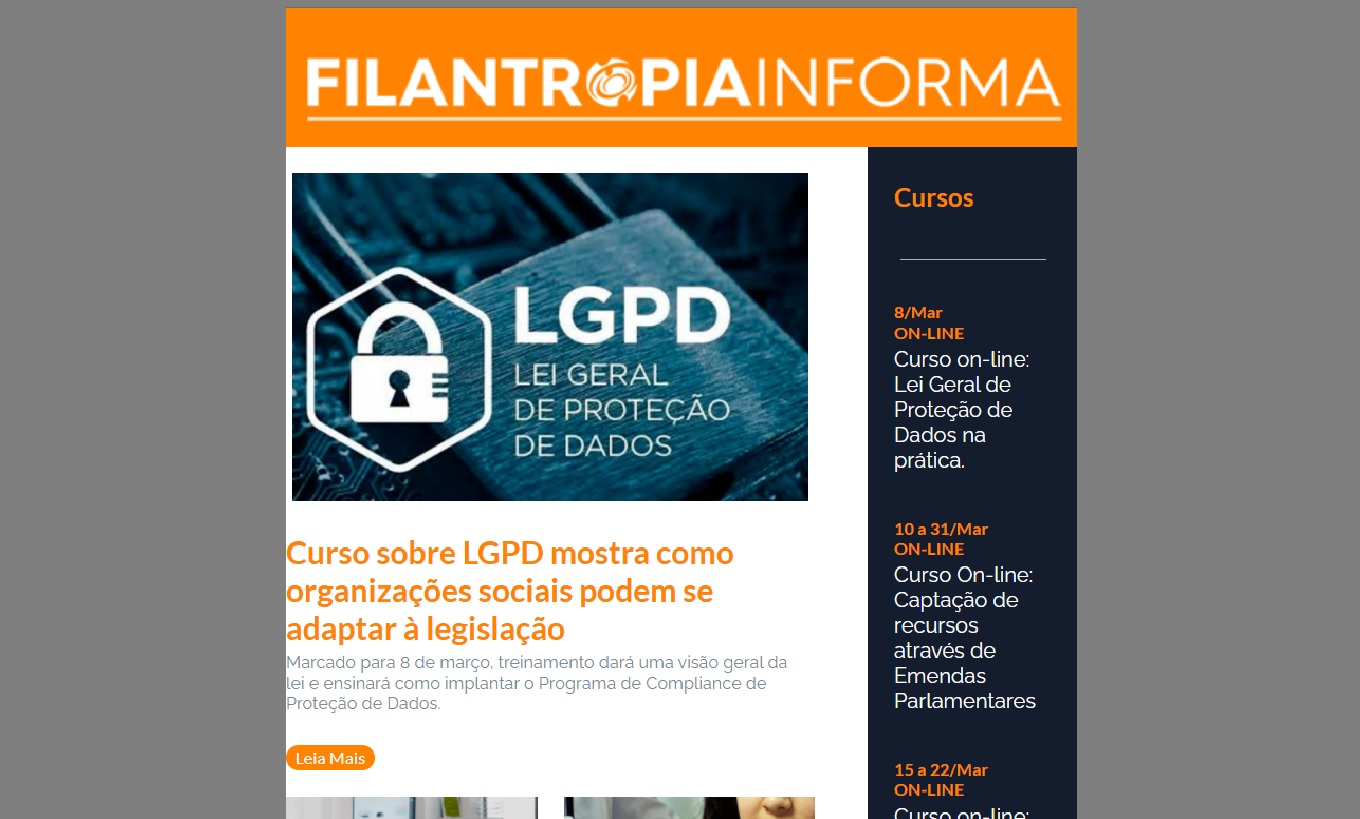 FILANTROPIAINFORMA
LGPD
LEI GERAL
DE PROTEÇÃO
DE DADOS
Curso sobre LGPD mostra como
organizações sociais podem se
adaptar à legislação
Marcado para 8 de março, treinamento dará uma visão geral da
lei e ensinará como implantar o Programa de Compliance de
Proteção de Dados.
Leia Mais
Cursos
8/Mar
ON-LINE
Curso on-line:
Lei Geral de
Proteção de
Dados na
prática.
10 a 31/Mar
ON-LINE
Curso On-line:
Captação de
recursos
através de
Emendas
Parlamentares
15 a 22/Mar
ON-LINE
Curso on-line: